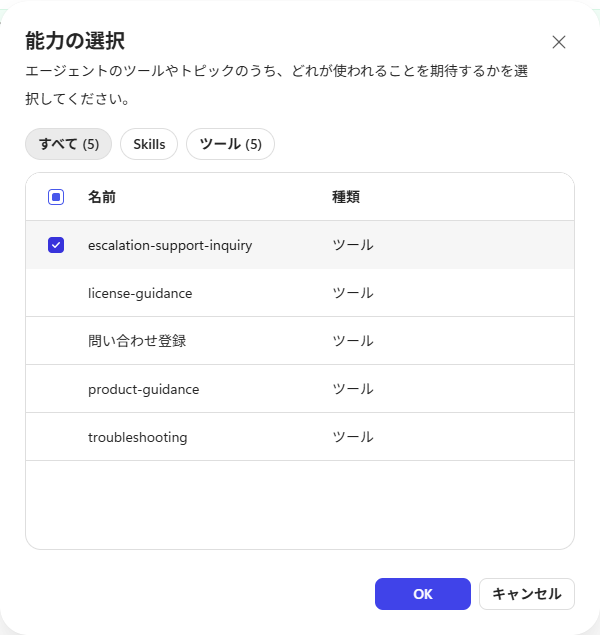 能力の選択
エージェントのツールやトピックのうち、どれが使われることを期待するかを選
択してください。
すべて (5) Skills ツール (5)
名前 種類
escalation-support-inquiry ツール
license-guidance ツール
問い合わせ登録 ツール
product-guidance ツール
troubleshooting ツール
OK キャンセル